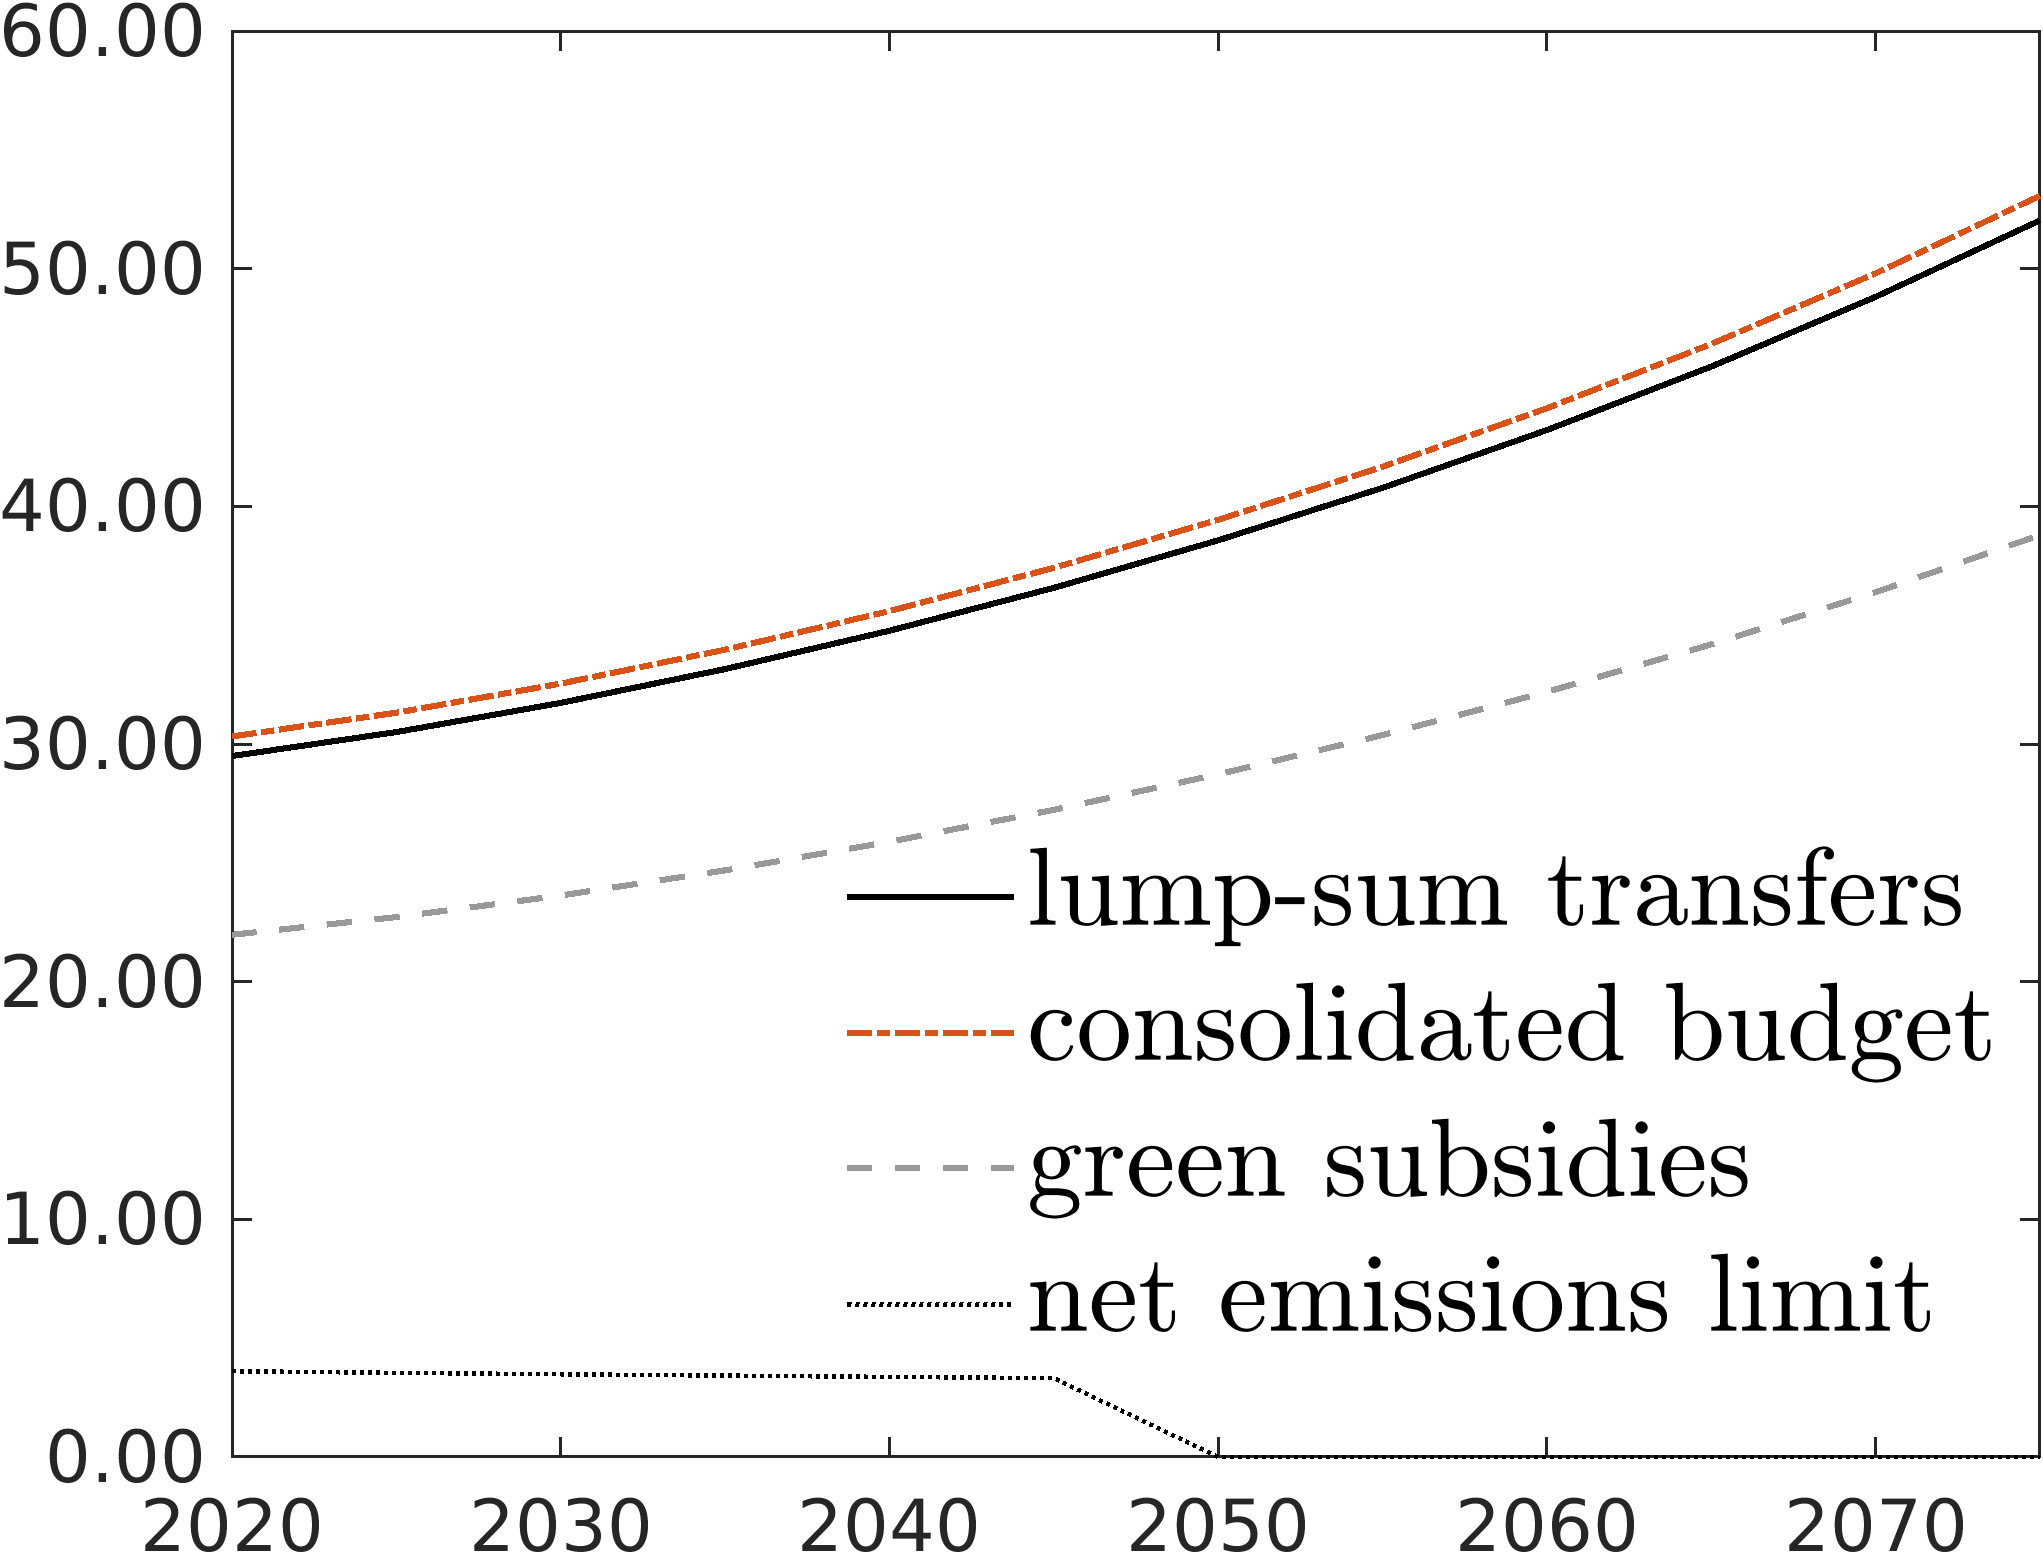 60.00
50.00
40.00
30.00
20.00
10.00
0.00
lump-sum transfers
consolidated budget
green subsidies
net emissions limit
2020 2030 2040 2050 2060 2070